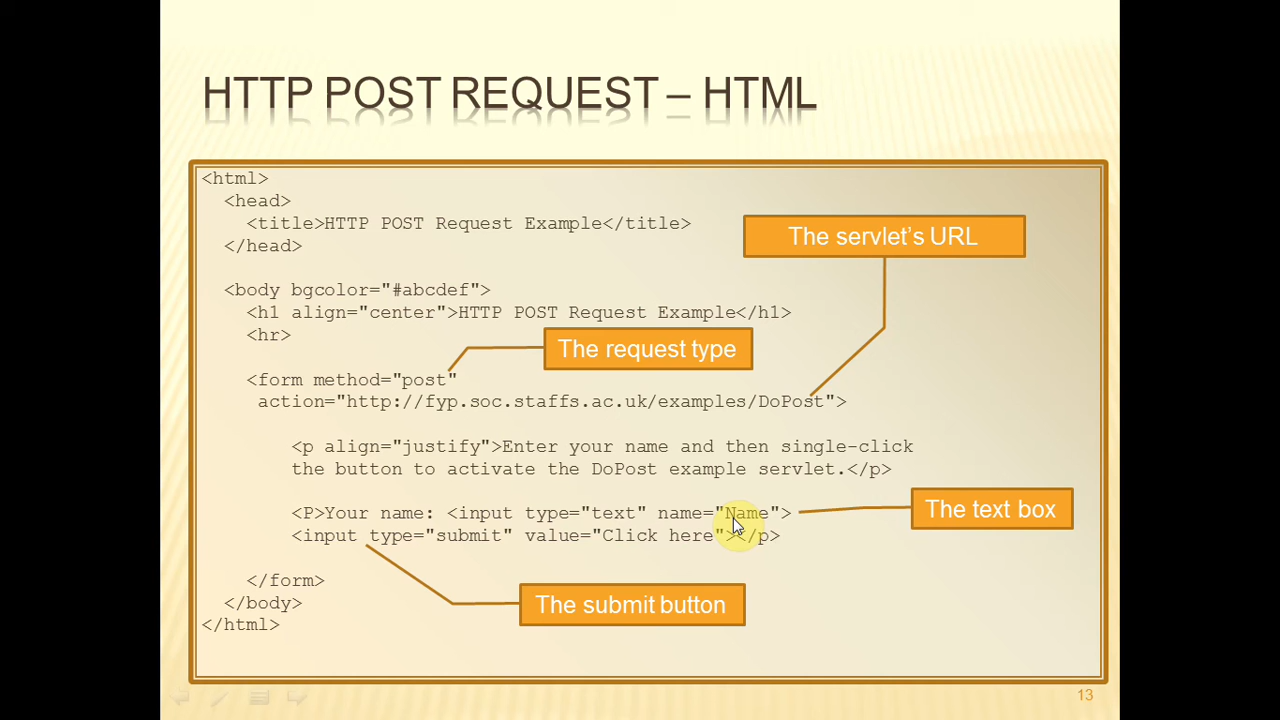 HTTP POST REQUEST – HTML
<html>
<head>
<title>HTTP POST Request Example</title>
</head>
The servlet's URL
<body bgcolor="#abcdef">
<h1 align="center">HTTP POST Request Example</h1>
<hr>
The request type
<form method="post"
action="http://fyp.soc.staffs.ac.uk/examples/DoPost">
<p align="justify">Enter your name and then single-click
the button to activate the DoPost example servlet.</p>
<P>Your name: <input type="text" name="Name">
The text box
<input type="submit" value="Click here"></p>
</form>
The submit button
</body>
</html>
13